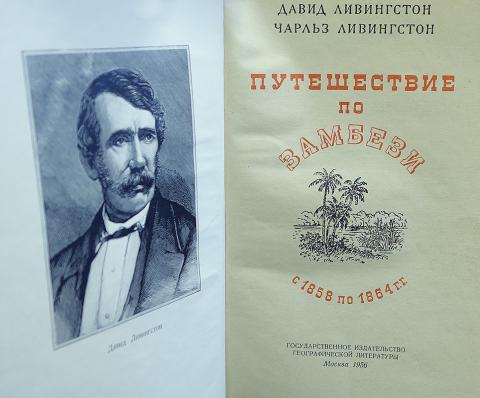 Давид Ливингстон
ДАВИД ЛИВИНГСТОН
ЧАРЛЬЗ ЛИВИНГСТОН
ПУТЕШЕСТВИЕ
ПО
ЗАМБЕЗИ
С 1858 ПО 1864 ГГ.
ГОСУДАРСТВЕННОЕ ИЗДАТЕЛЬСТВО
ГЕОГРАФИЧЕСКОЙ ЛИТЕРАТУРЫ
Москва 1956